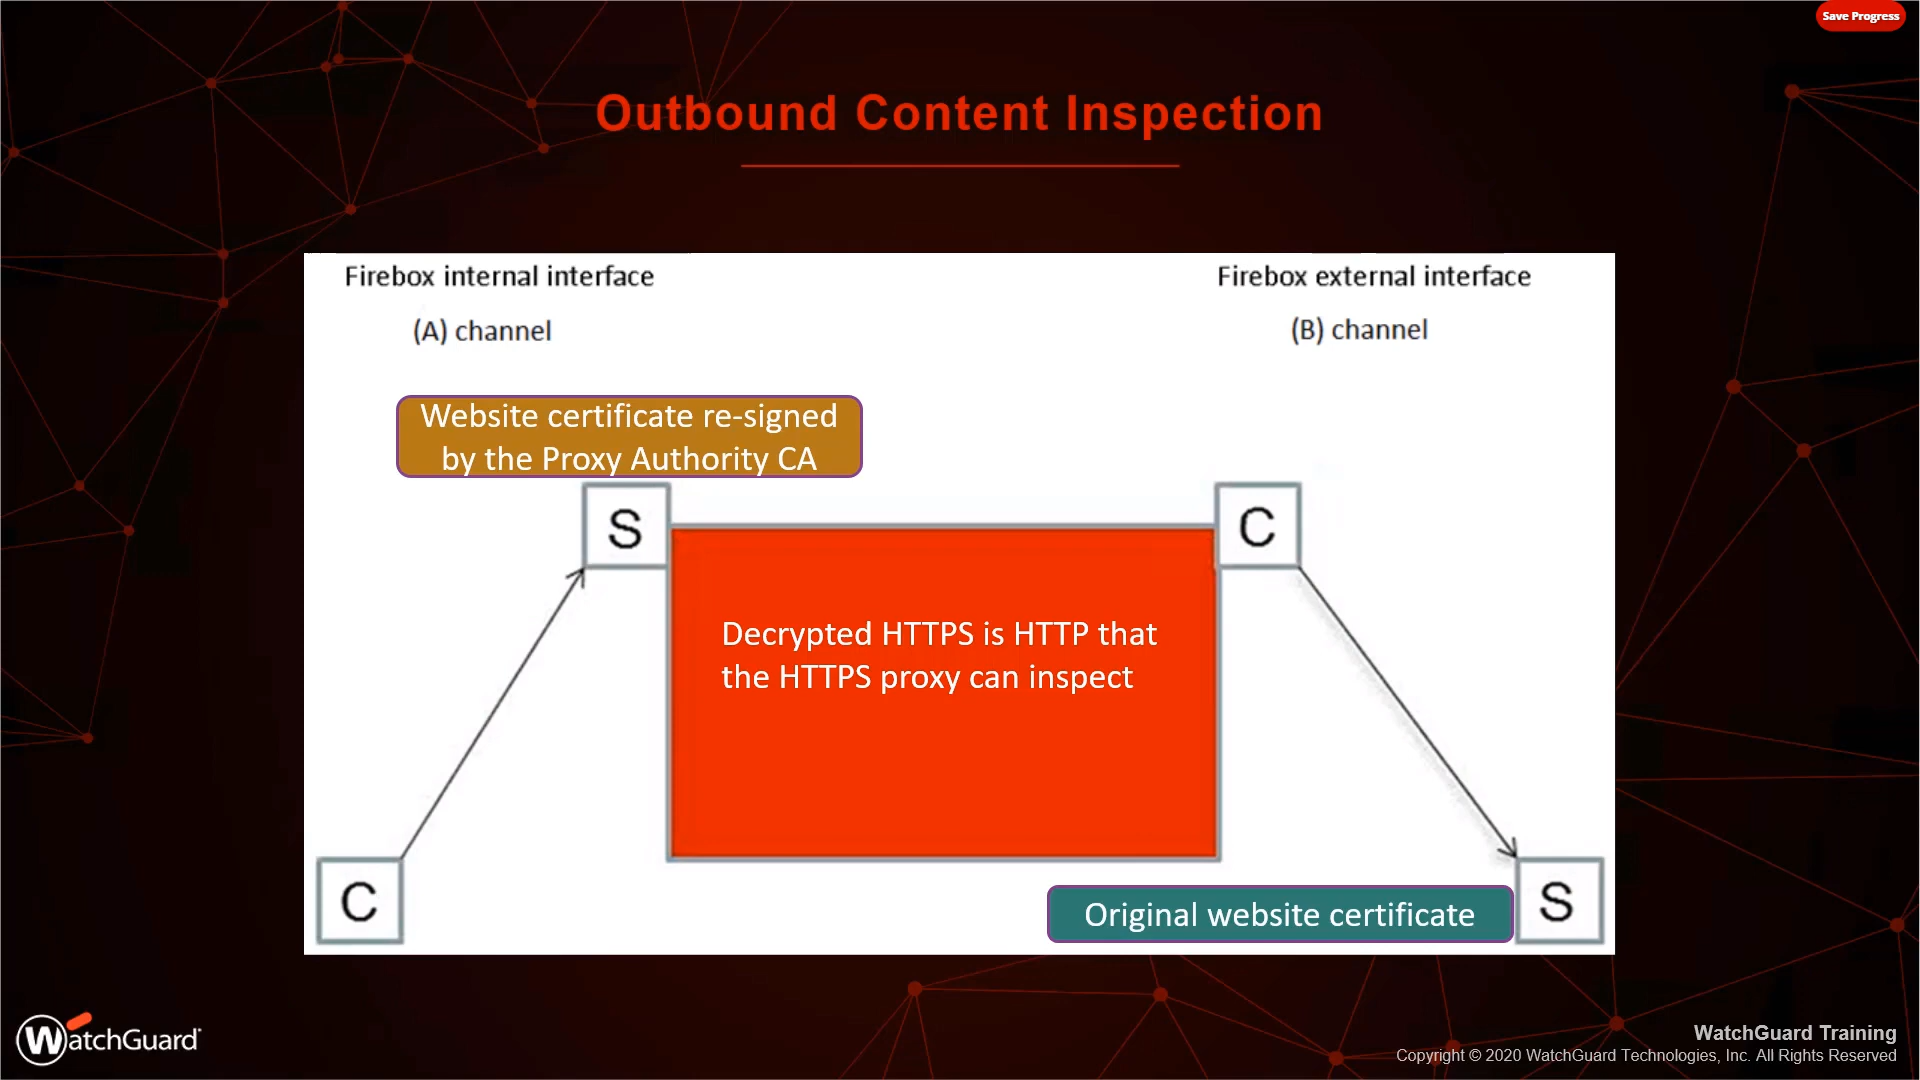 Save Progress
Outbound Content Inspection
Firebox internal interface
(A) channel
Firebox external interface
(B) channel
Website certificate re-signed
by the Proxy Authority CA
S
C
Decrypted HTTPS is HTTP that
the HTTPS proxy can inspect
C
Original website certificate
S
WatchGuard
WatchGuard Training
Copyright © 2020 WatchGuard Technologies, Inc. All Rights Reserved